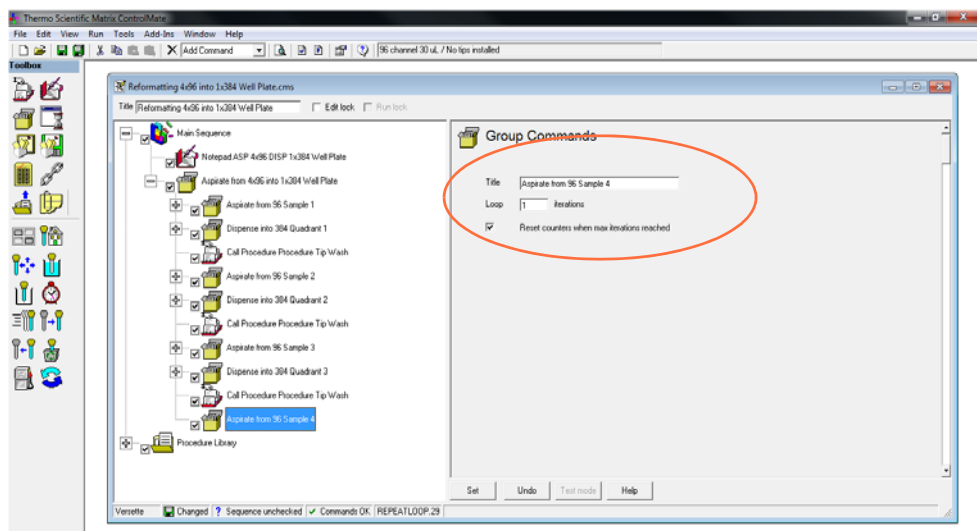 Thermo Scientific Matrix ControlMate
File Edit View Run Tools Add-Ins Window Help
Add Command 96 channel 30 uL / No tips installed
Toolbox
Reformatting 4x96 into 1x384 Well Plate.cms
Title Reformatting 4x96 into 1x384 Well Plate Edit lock Run lock
Main Sequence
Notepad ASP 4x96 DISP 1x384 Well Plate
Aspirate from 4x96 into 1x384 Well Plate
Aspirate from 96 Sample 1
Dispense into 384 Quadrant 1
Call Procedure Procedure Tip Wash
Aspirate from 96 Sample 2
Dispense into 384 Quadrant 2
Call Procedure Procedure Tip Wash
Aspirate from 96 Sample 3
Dispense into 384 Quadrant 3
Call Procedure Procedure Tip Wash
Aspirate from 96 Sample 4
Procedure Library
Group Commands
Title Aspirate from 96 Sample 4
Loop 1 iterations
Reset counters when max iterations reached
Set Undo Test mode Help
Versette Changed ? Sequence unchecked Commands OK REPEATLOOP.29